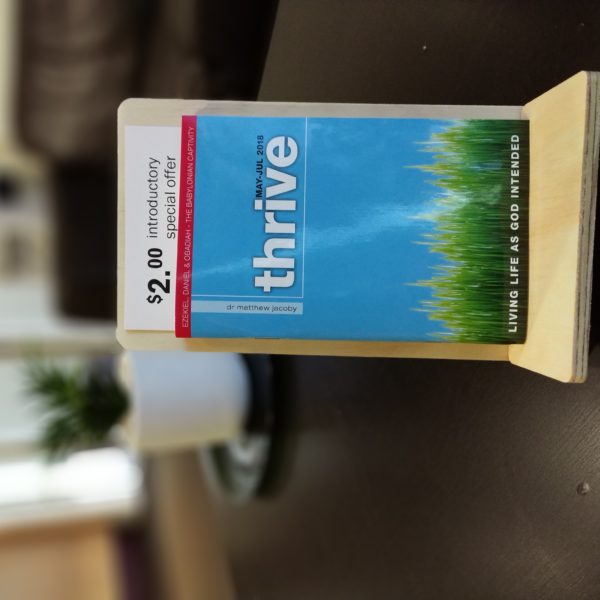 $2.00 introductory
special offer
EZEKIEL, DANIEL & OBADIAH - THE BABYLONIAN CAPTIVITY
MAY-JUL 2018
thrive
dr matthew jacoby
LIVING LIFE AS GOD INTENDED